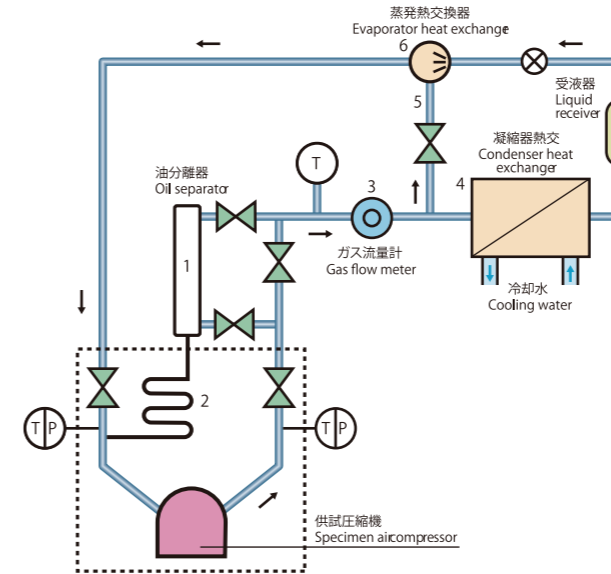 蒸発熱交換器
Evaporator heat exchanger
6
5
受液器
Liquid
receiver
凝縮器熱交
Condenser heat
exchanger
4
T
3
油分離器
Oil separator
ガス流量計
Gas flow meter
1
冷却水
Cooling water
2
T P
T P
供試圧縮機
Specimen aircompressor